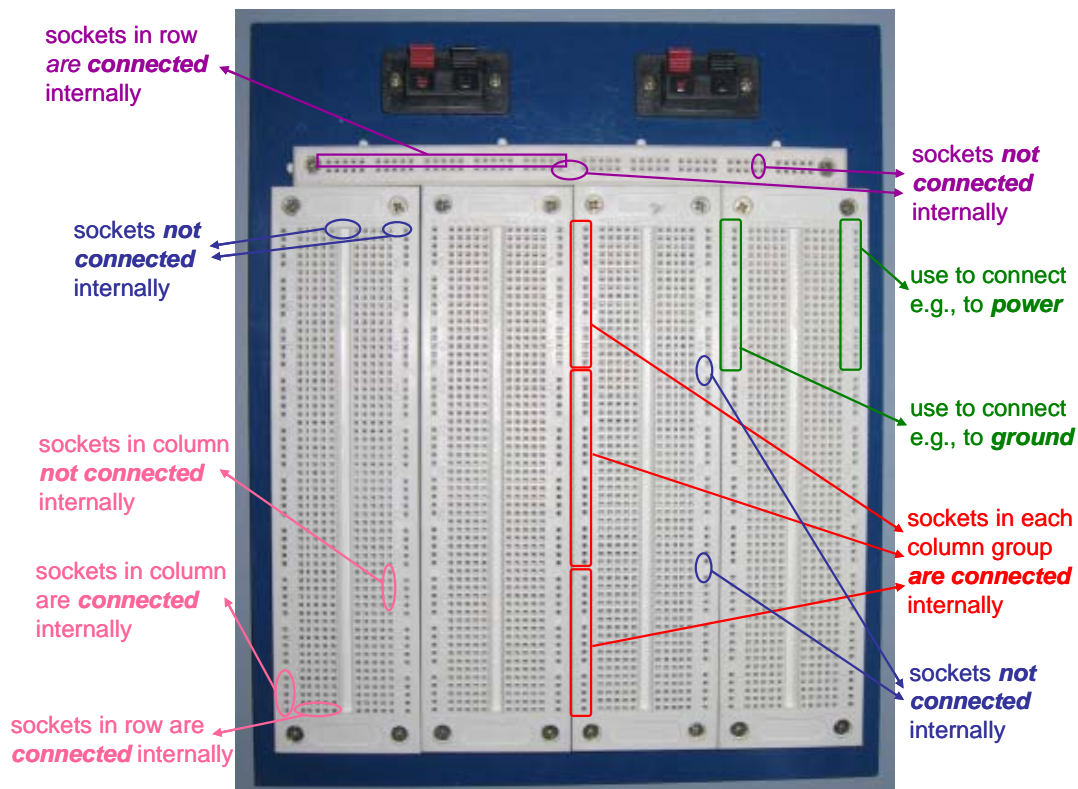 sockets in row
are connected
internally
sockets not
connected
internally
sockets not
connected
internally
use to connect
e.g., to power
use to connect
e.g., to ground
sockets in column
not connected
internally
sockets in each
column group
are connected
internally
sockets in column
are connected
internally
sockets not
connected
internally
sockets in row are
connected internally